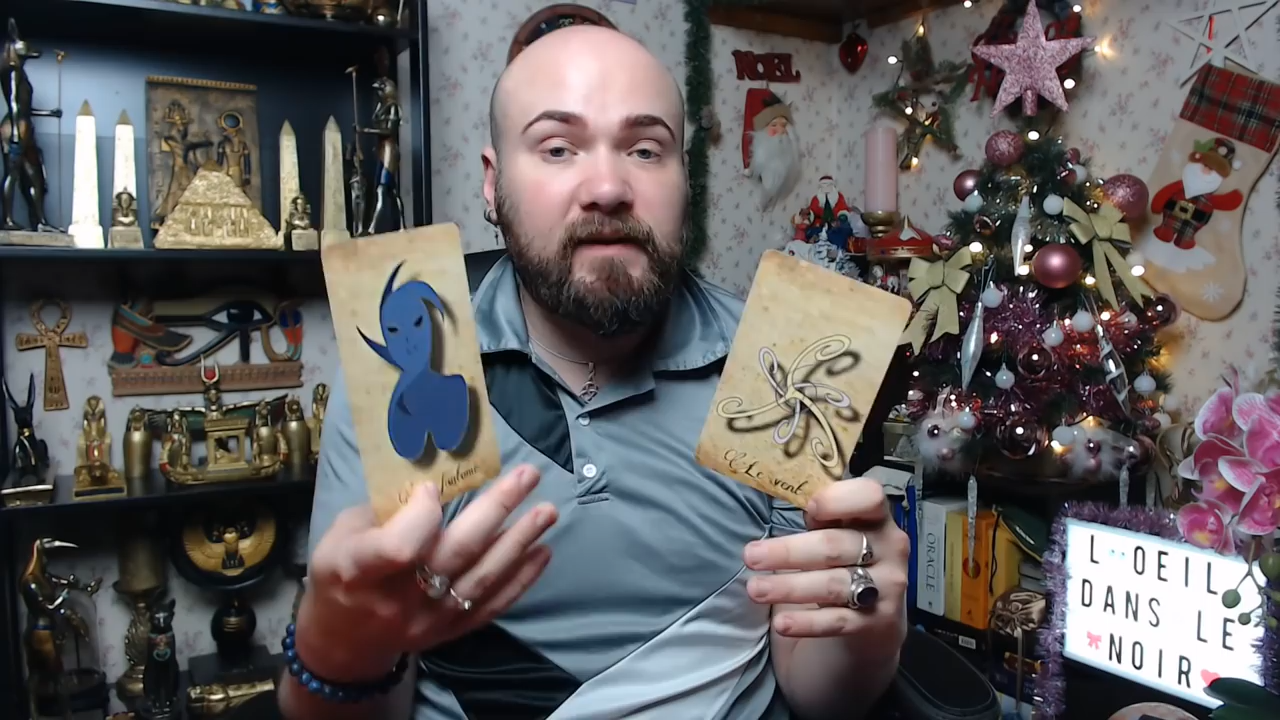 NOEL
Le vent
ORACLE
L'OEIL
DANS LE
NOIR